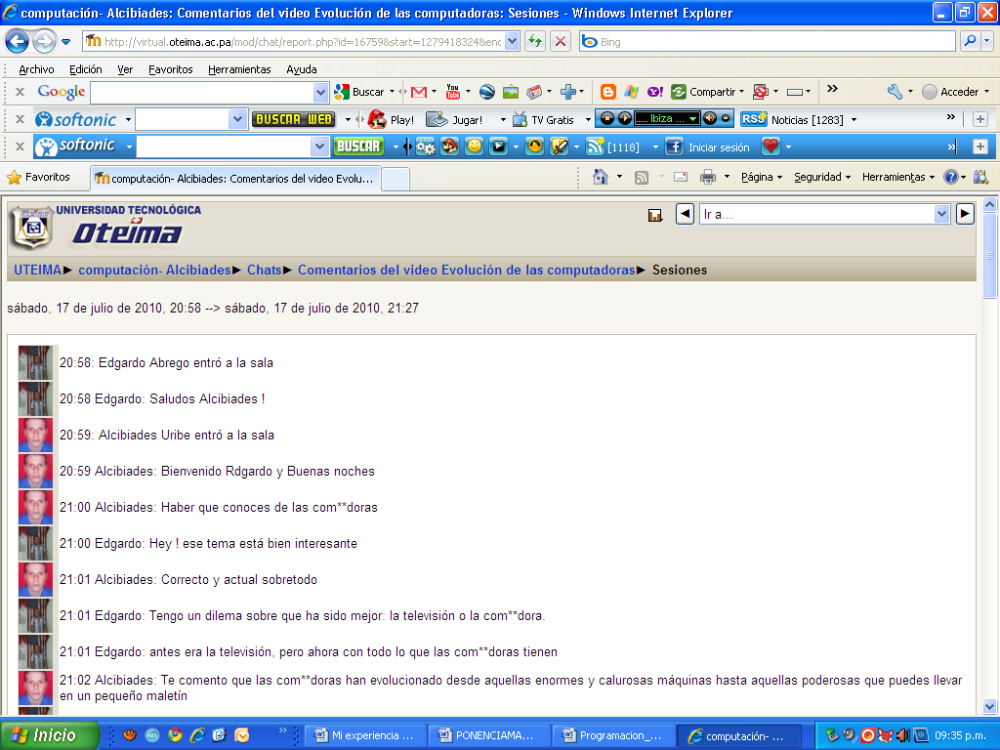 computación- Alcibiades: Comentarios del video Evolución de las computadoras: Sesiones - Windows Internet Explorer
http://virtual.oteima.ac.pa/mod/chat/report.php?id=16759&start=1279418324&enc
Bing
Archivo Edición Ver Favoritos Herramientas Ayuda
Google Buscar Compartir Acceder
softonic BUSCAR WEB Play! Jugar! TV Gratis Ibiza ... RSS Noticias [1283]
softonic BUSCAR [1118] Iniciar sesión
Favoritos computación- Alcibiades: Comentarios del video Evolu... Página Seguridad Herramientas
UNIVERSIDAD TECNOLÓGICA
Oteima
Ir a...
UTEIMA► computación- Alcibiades► Chats► Comentarios del video Evolución de las computadoras► Sesiones
sábado, 17 de julio de 2010, 20:58 --> sábado, 17 de julio de 2010, 21:27
20:58: Edgardo Abrego entró a la sala
20:58 Edgardo: Saludos Alcibiades !
20:59: Alcibiades Uribe entró a la sala
20:59 Alcibiades: Bienvenido Rdgardo y Buenas noches
21:00 Alcibiades: Haber que conoces de las com**doras
21:00 Edgardo: Hey ! ese tema está bien interesante
21:01 Alcibiades: Correcto y actual sobretodo
21:01 Edgardo: Tengo un dilema sobre que ha sido mejor: la televisión o la com**dora.
21:01 Edgardo: antes era la televisión, pero ahora con todo lo que las com**doras tienen
21:02 Alcibiades: Te comento que las com**doras han evolucionado desde aquellas enormes y calurosas máquinas hasta aquellas poderosas que puedes llevar
en un pequeño maletín
Inicio Mi experiencia ... PONENCIAMA... Programacion_... computación- ... 09:35 p.m.